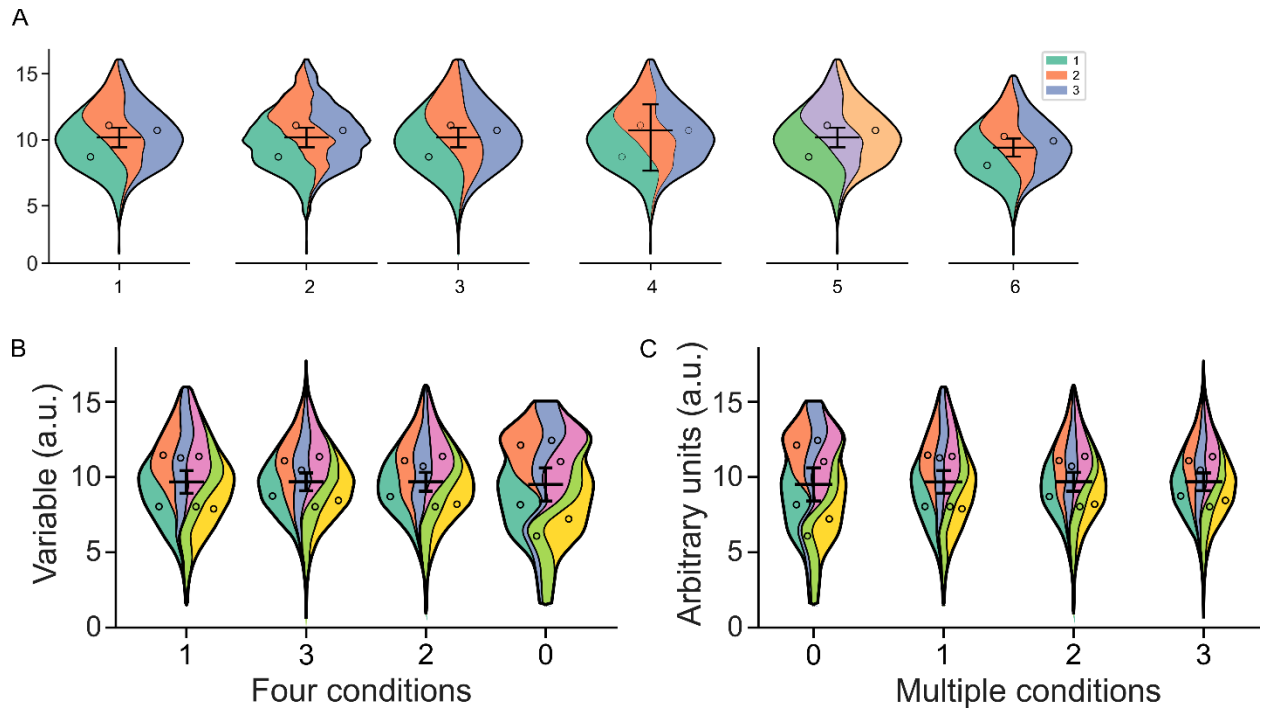 A
15
10
5
0
1
2
3
1 2 3 4 5 6
B
Variable (a.u.)
15
10
5
0
1 3 2 0
Four conditions
C
Arbitrary units (a.u.)
15
10
5
0
0 1 2 3
Multiple conditions